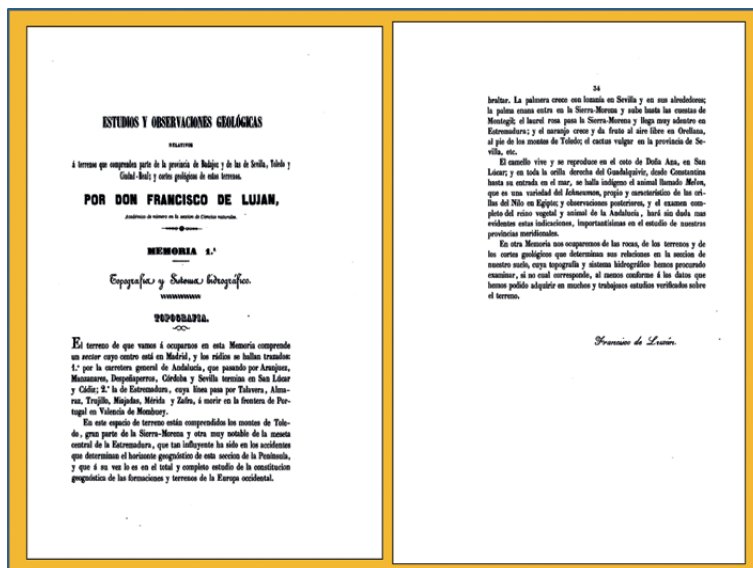 ESTUDIOS Y OBSERVACIONES GEOLÓGICAS
RELATIVOS
á terrenos que comprenden parte de la provincia de Badajoz y de las de Sevilla, Toledo y
Ciudad-Real; y cortes geológicos de estos terrenos.
POR DON FRANCISCO DE LUJAN,
Académico de número en la seccion de Ciencias naturales.
MEMORIA 1.ª
Topografía y Sistema hidrográfico.
TOPOGRAFIA.
El terreno de que vamos á ocuparnos en esta Memoria comprende
un sector cuyo centro está en Madrid, y los rádios se hallan trazados:
1.º por la carretera general de Andalucía, que pasando por Aranjuez,
Manzanares, Despeñaperros, Córdoba y Sevilla termina en San Lúcar
y Cádiz; 2.º la de Estremadura, cuya línea pasa por Talavera, Alma-
raz, Trujillo, Miajadas, Mérida y Zafra, á morir en la frontera de Por-
tugal en Valencia de Mombuey.
En este espacio de terreno están comprendidos los montes de Tole-
do, gran parte de la Sierra-Morena y otra muy notable de la meseta
central de la Estremadura, que tan influyente ha sido en los accidentes
que determinan el horizonte geognóstico de esta seccion de la Península,
y que á su vez lo es en el total y completo estudio de la constitucion
geognóstica de las formaciones y terrenos de la Europa occidental.
34
braltar. La palmera crece con lozanía en Sevilla y en sus alrededores;
la palma enana entra en la Sierra-Morena y sube hasta las cuestas de
Montegil; el laurel rosa pasa la Sierra-Morena y llega muy adentro en
Estremadura; y el naranjo crece y da fruto al aire libre en Orellana,
al pie de los montes de Toledo; el cactus vulgar en la provincia de Se-
villa, etc.
El camello vive y se reproduce en el coto de Doña Ana, en San
Lúcar; y en toda la orilla derecha del Guadalquivir, desde Constantina
hasta su entrada en el mar, se halla indígeno el animal llamado Melon,
que es una variedad del Ichneumon, propio y característico de las ori-
llas del Nilo en Egipto; y observaciones posteriores, y el examen com-
pleto del reino vegetal y animal de la Andalucía, hará sin duda mas
evidentes estas indicaciones, importantísimas en el estudio de nuestras
provincias meridionales.
En otra Memoria nos ocuparemos de las rocas, de los terrenos y de
los cortes geológicos que determinan sus relaciones en la seccion de
nuestro suelo, cuya topografía y sistema hidrográfico hemos procurado
examinar, si no cual corresponde, al menos conforme á los datos que
hemos podido adquirir en muchos y trabajosos estudios verificados sobre
el terreno.
Francisco de Luxán.